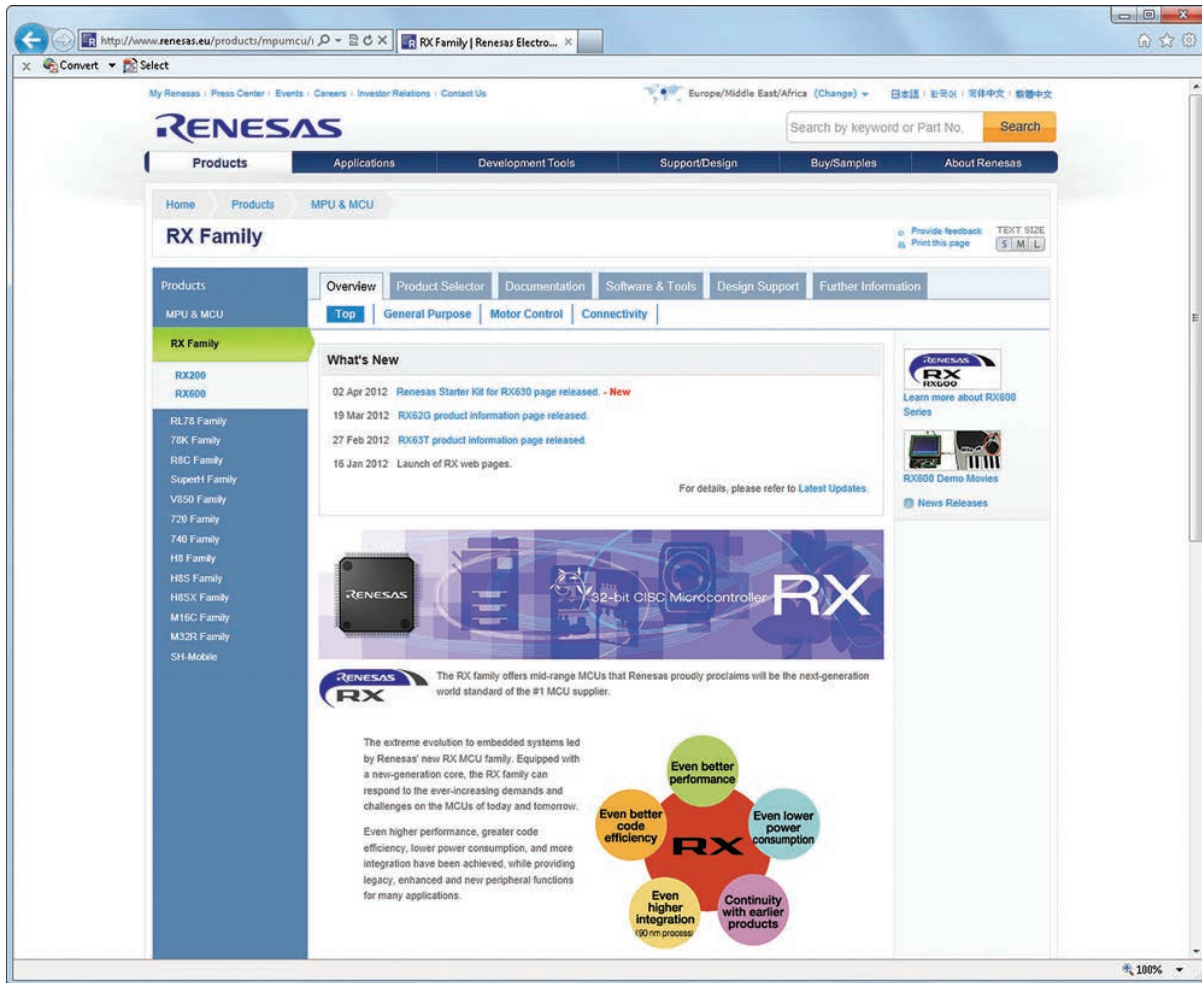 http://www.renesas.eu/products/mpumcu/
RX Family | Renesas Electro...
x Convert Select
My Renesas Press Center Events Careers Investor Relations Contact Us
Europe/Middle East/Africa (Change)
日本語 한국어 简体中文 繁體中文
RENESAS
Search by keyword or Part No. Search
Products Applications Development Tools Support/Design Buy/Samples About Renesas
Home Products MPU & MCU
RX Family
Provide feedback
Print this page
TEXT SIZE
S M L
Products
MPU & MCU
RX Family
RX200
RX600
RL78 Family
78K Family
R8C Family
SuperH Family
V850 Family
720 Family
740 Family
H8 Family
H8S Family
H8SX Family
M16C Family
M32R Family
SH-Mobile
Overview Product Selector Documentation Software & Tools Design Support Further Information
Top General Purpose Motor Control Connectivity
What's New
02 Apr 2012 Renesas Starter Kit for RX630 page released. - New
19 Mar 2012 RX62G product information page released.
27 Feb 2012 RX63T product information page released.
16 Jan 2012 Launch of RX web pages.
For details, please refer to Latest Updates.
RENESAS
RX
RX600
Learn more about RX600
Series
RX600 Demo Movies
News Releases
RENESAS
32-bit CISC Microcontroller RX
RENESAS
RX
The RX family offers mid-range MCUs that Renesas proudly proclaims will be the next-generation
world standard of the #1 MCU supplier.
The extreme evolution to embedded systems led
by Renesas' new RX MCU family. Equipped with
a new-generation core, the RX family can
respond to the ever-increasing demands and
challenges on the MCUs of today and tomorrow.
Even higher performance, greater code
efficiency, lower power consumption, and more
integration have been achieved, while providing
legacy, enhanced and new peripheral functions
for many applications.
Even better
performance
Even better
code
efficiency
Even lower
power
consumption
RX
Even
higher
integration
(90 nm process)
Continuity
with earlier
products
100%